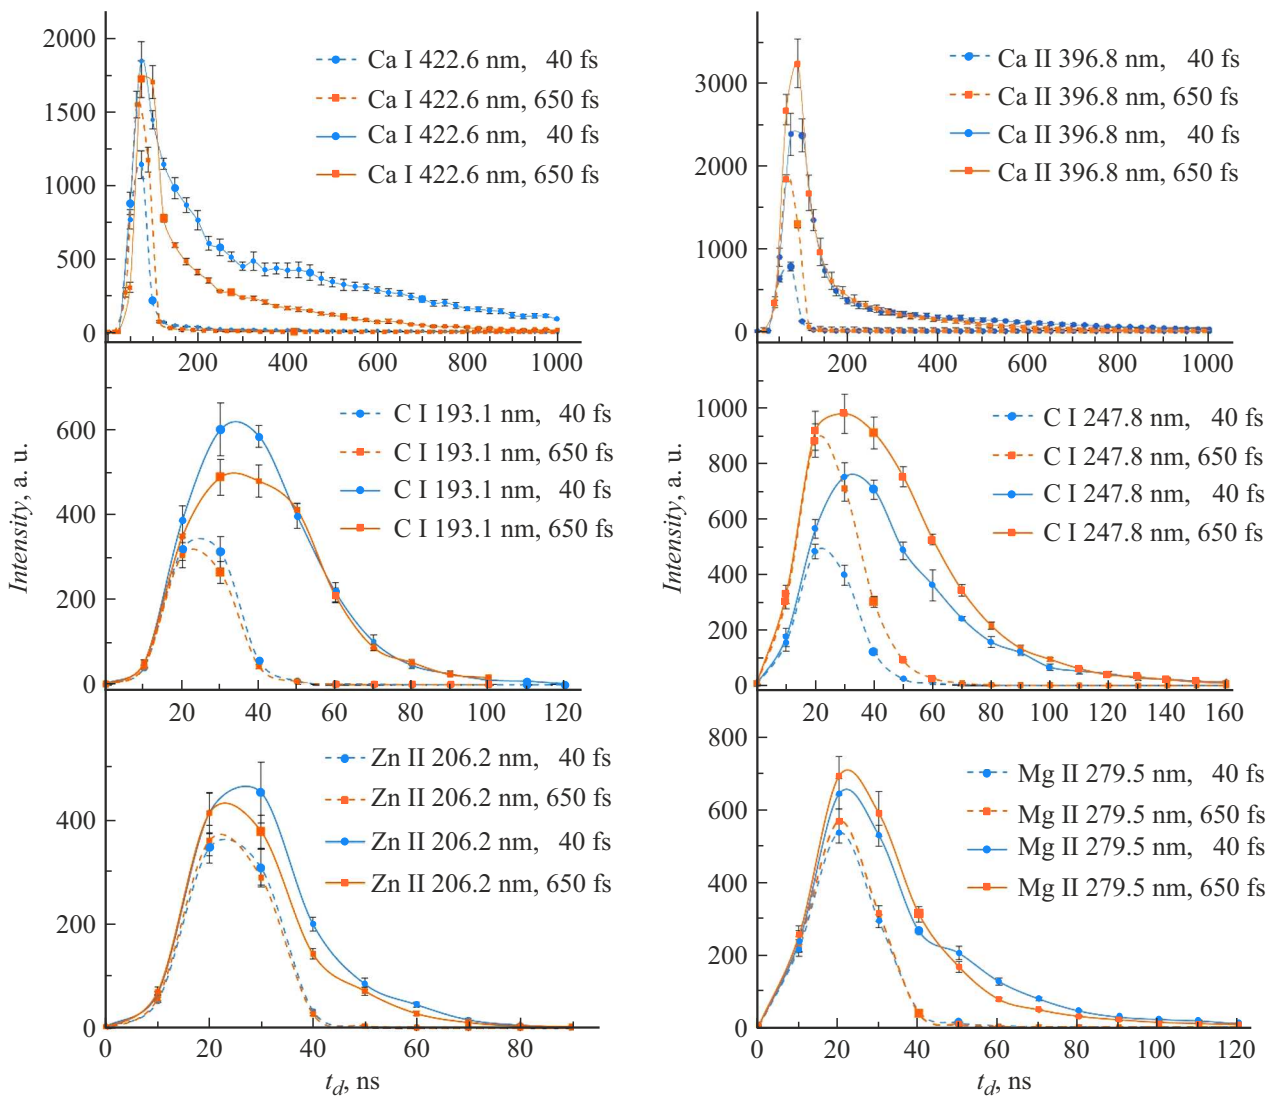 2000
1500
1000
500
0
Ca I 422.6 nm, 40 fs
Ca I 422.6 nm, 650 fs
Ca I 422.6 nm, 40 fs
Ca I 422.6 nm, 650 fs
200 400 600 800 1000
3000
2000
1000
0
Ca II 396.8 nm, 40 fs
Ca II 396.8 nm, 650 fs
Ca II 396.8 nm, 40 fs
Ca II 396.8 nm, 650 fs
200 400 600 800 1000
Intensity, a. u.
600
400
200
0
C I 193.1 nm, 40 fs
C I 193.1 nm, 650 fs
C I 193.1 nm, 40 fs
C I 193.1 nm, 650 fs
20 40 60 80 100 120
Intensity, a. u.
1000
800
600
400
200
0
C I 247.8 nm, 40 fs
C I 247.8 nm, 650 fs
C I 247.8 nm, 40 fs
C I 247.8 nm, 650 fs
20 40 60 80 100 120 140 160
400
200
0
Zn II 206.2 nm, 40 fs
Zn II 206.2 nm, 650 fs
Zn II 206.2 nm, 40 fs
Zn II 206.2 nm, 650 fs
0 20 40 60 80
t_d, ns
800
600
400
200
0
Mg II 279.5 nm, 40 fs
Mg II 279.5 nm, 650 fs
Mg II 279.5 nm, 40 fs
Mg II 279.5 nm, 650 fs
0 20 40 60 80 100 120
t_d, ns